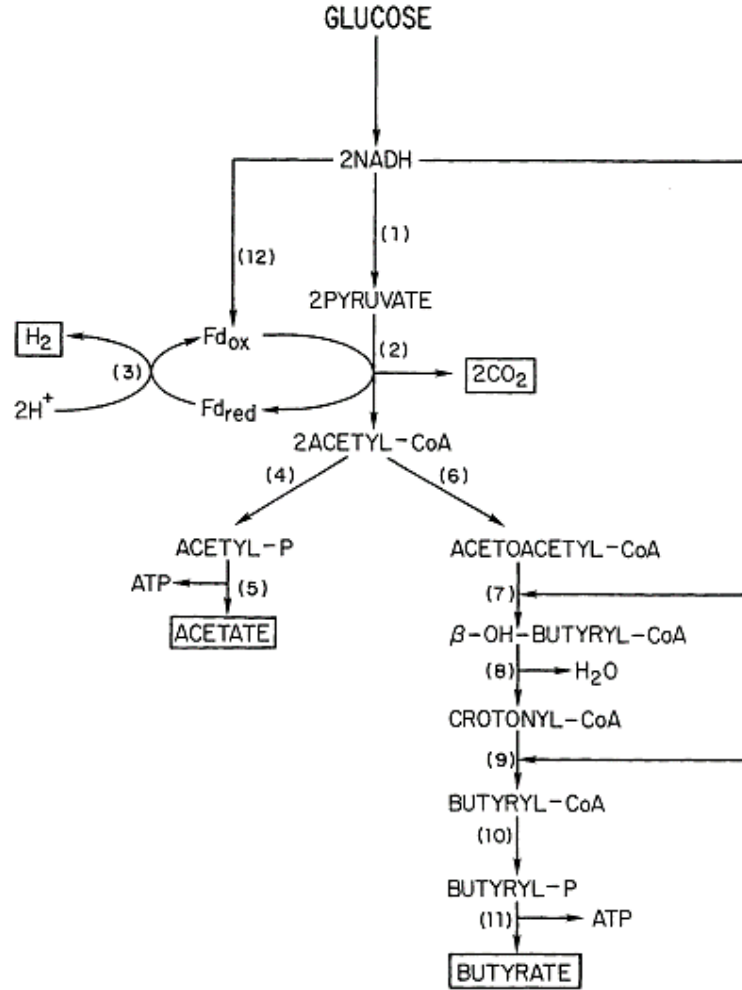 GLUCOSE
2NADH
(1)
(12)
2PYRUVATE
H2
Fdox
(2)
(3)
2CO2
2H+
Fdred
2ACETYL-CoA
(4)
(6)
ACETYL-P
ACETOACETYL-CoA
ATP
(5)
(7)
ACETATE
β-OH-BUTYRYL-CoA
(8)
H2O
CROTONYL-CoA
(9)
BUTYRYL-CoA
(10)
BUTYRYL-P
(11)
ATP
BUTYRATE